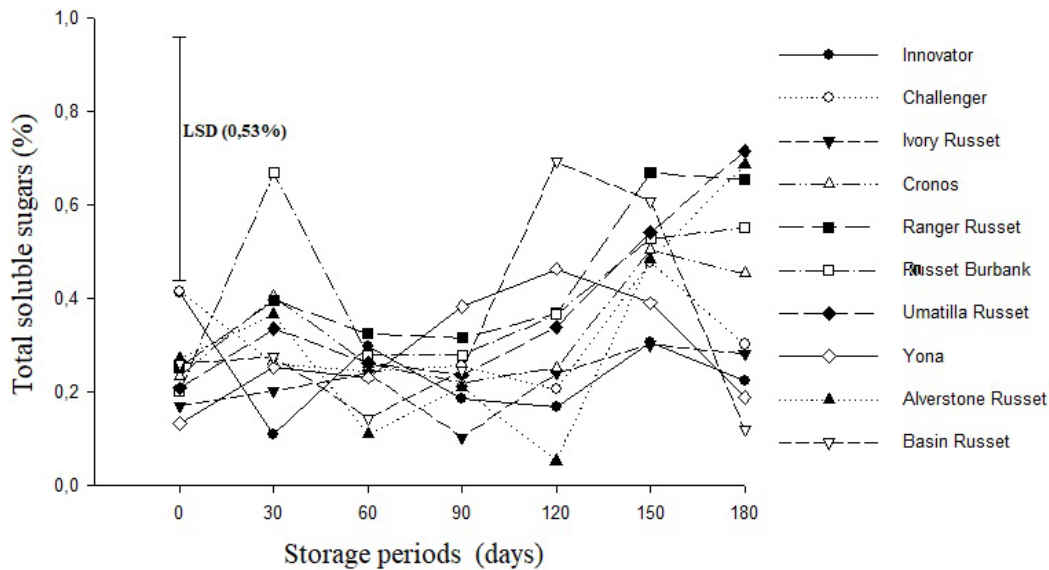 1,0
0,8
0,6
0,4
0,2
0,0
Total soluble sugars (%)
LSD (0,53%)
0 30 60 90 120 150 180
Storage periods (days)
Innovator
Challenger
Ivory Russet
Cronos
Ranger Russet
Russet Burbank
Umatilla Russet
Yona
Alverstone Russet
Basin Russet